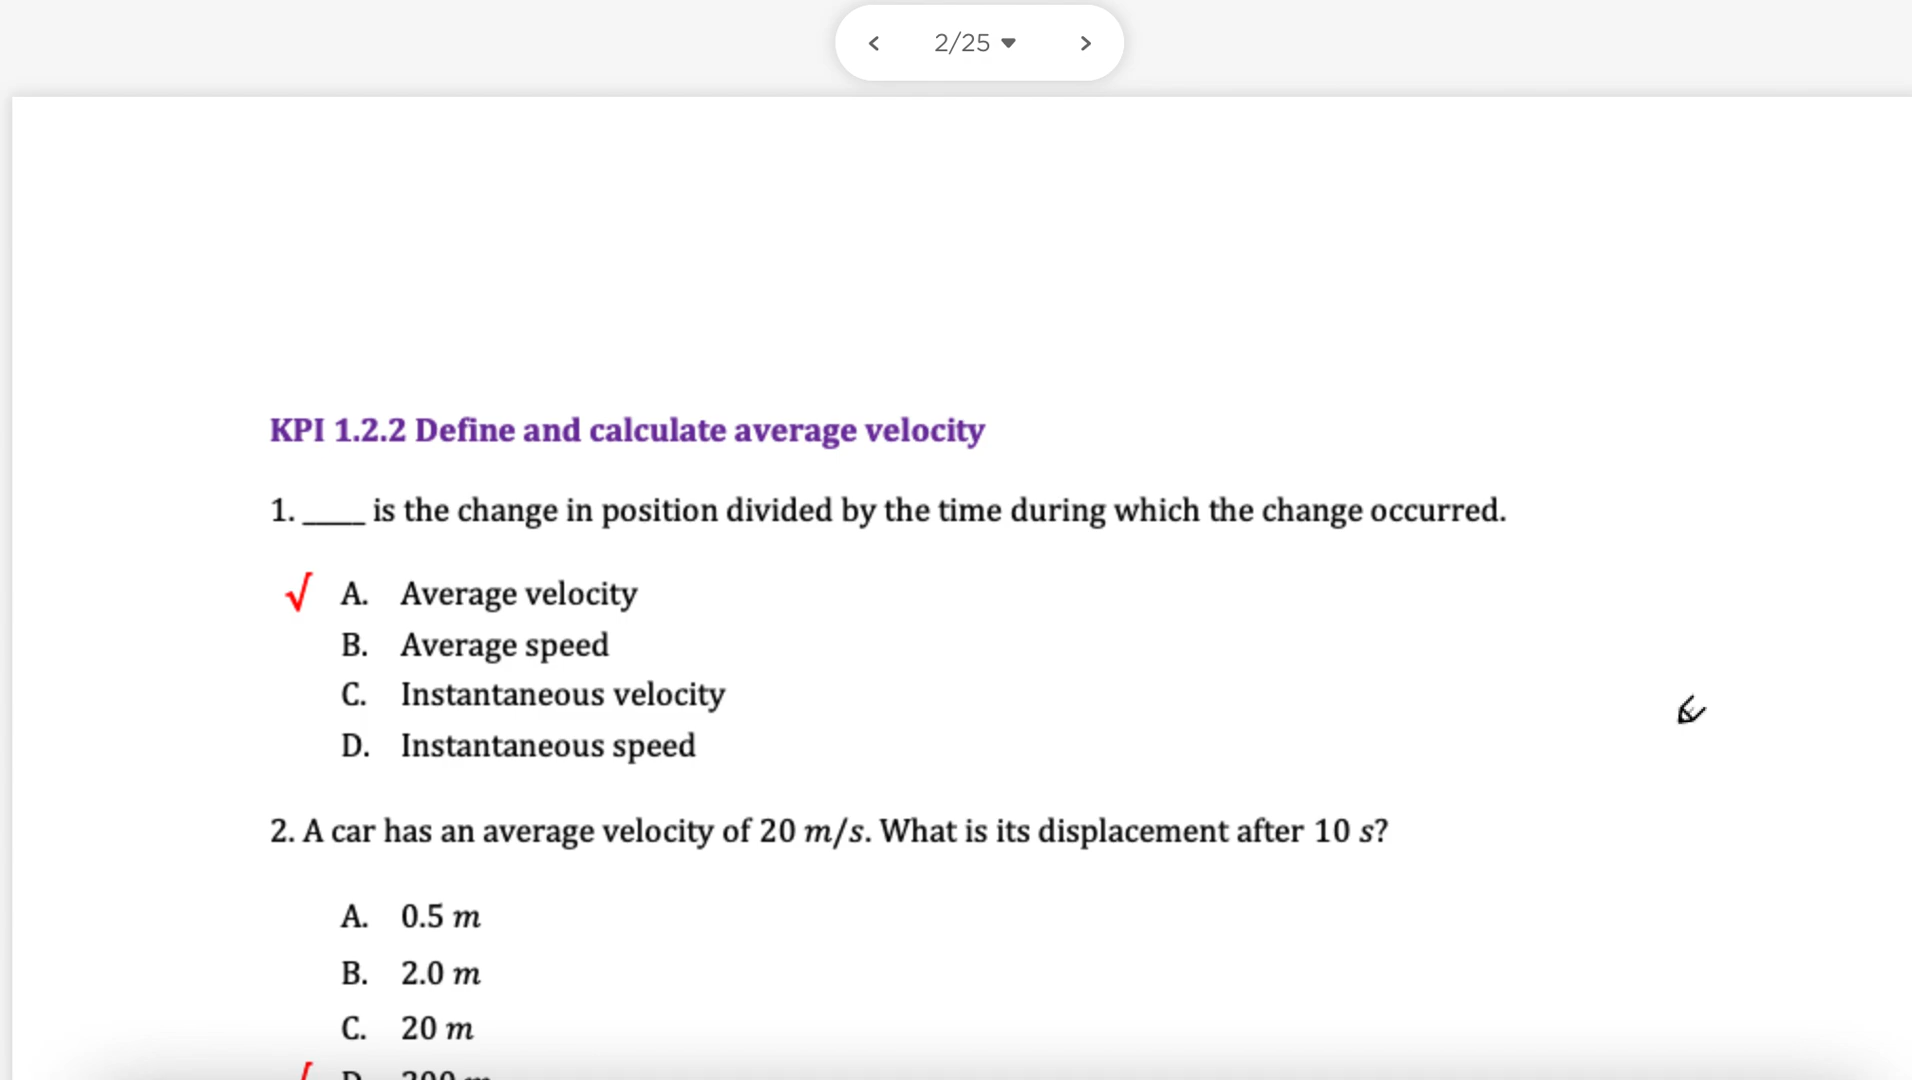 2/25
KPI 1.2.2 Define and calculate average velocity
1. ____ is the change in position divided by the time during which the change occurred.
√ A. Average velocity
B. Average speed
C. Instantaneous velocity
D. Instantaneous speed
2. A car has an average velocity of 20 m/s. What is its displacement after 10 s?
A. 0.5 m
B. 2.0 m
C. 20 m
√ D. 200 m